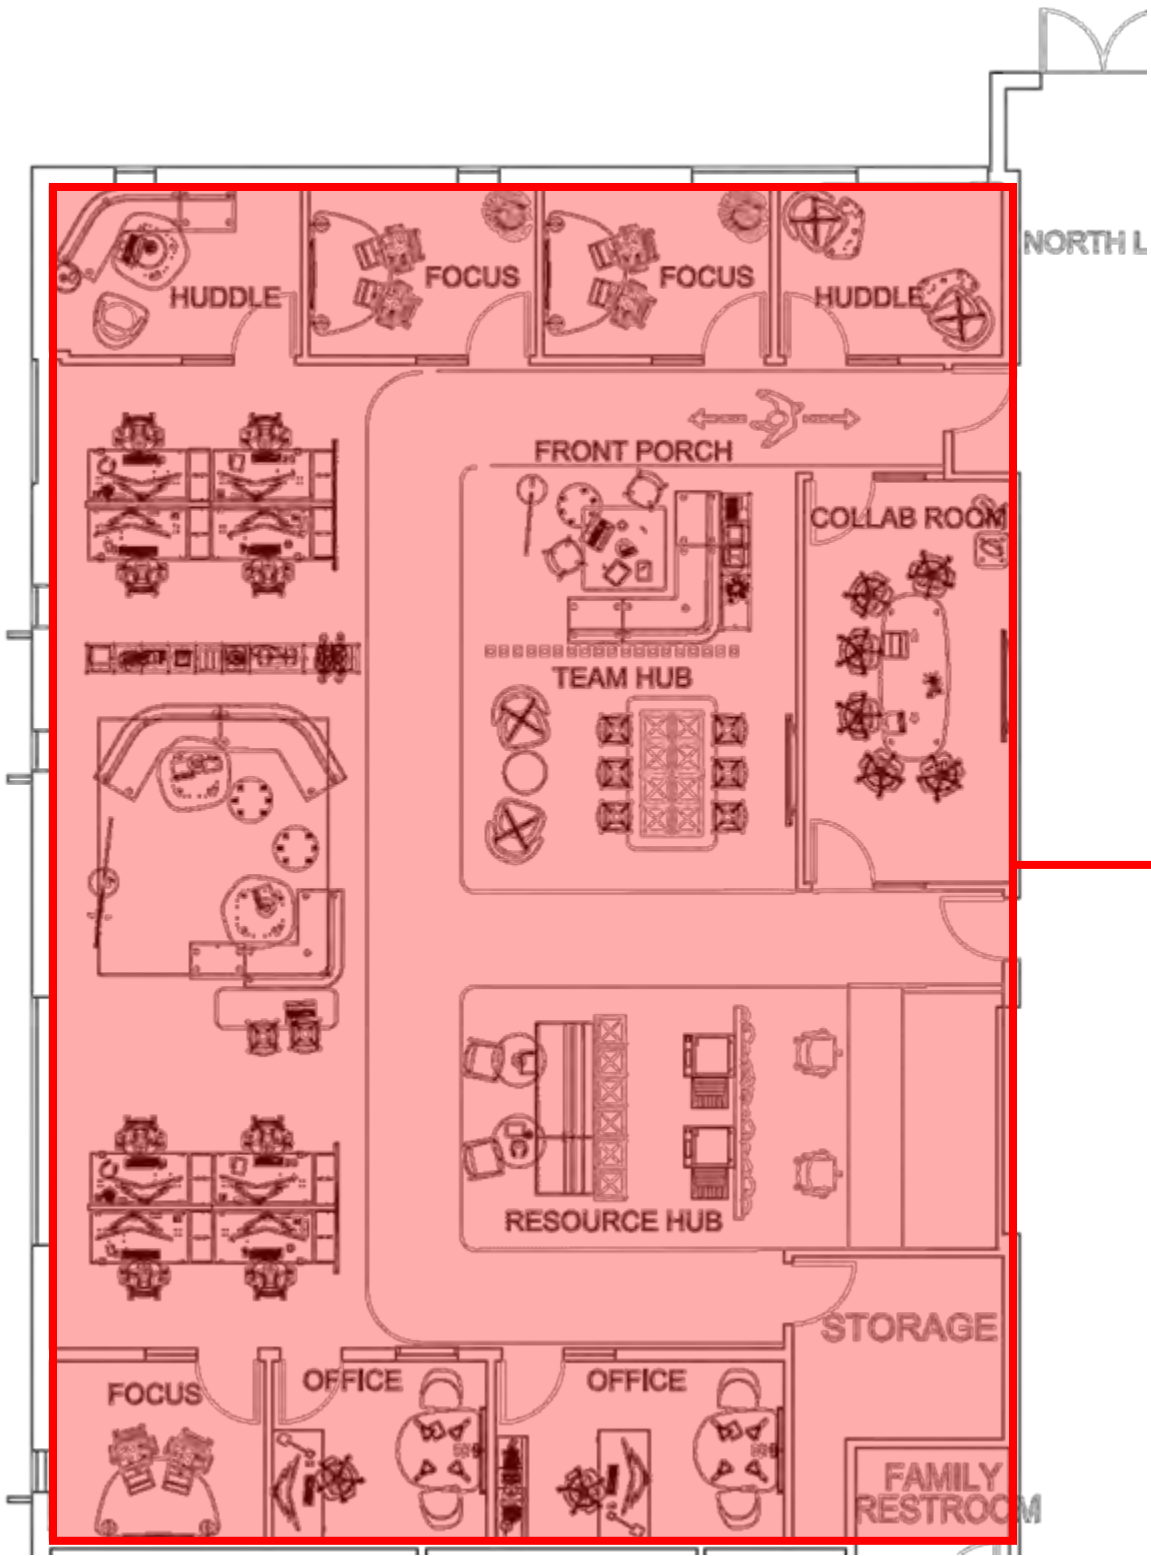 NORTH L
HUDDLE
FOCUS
FOCUS
HUDDLE
FRONT PORCH
COLLAB ROOM
TEAM HUB
RESOURCE HUB
STORAGE
FOCUS
OFFICE
OFFICE
FAMILY
RESTROOM